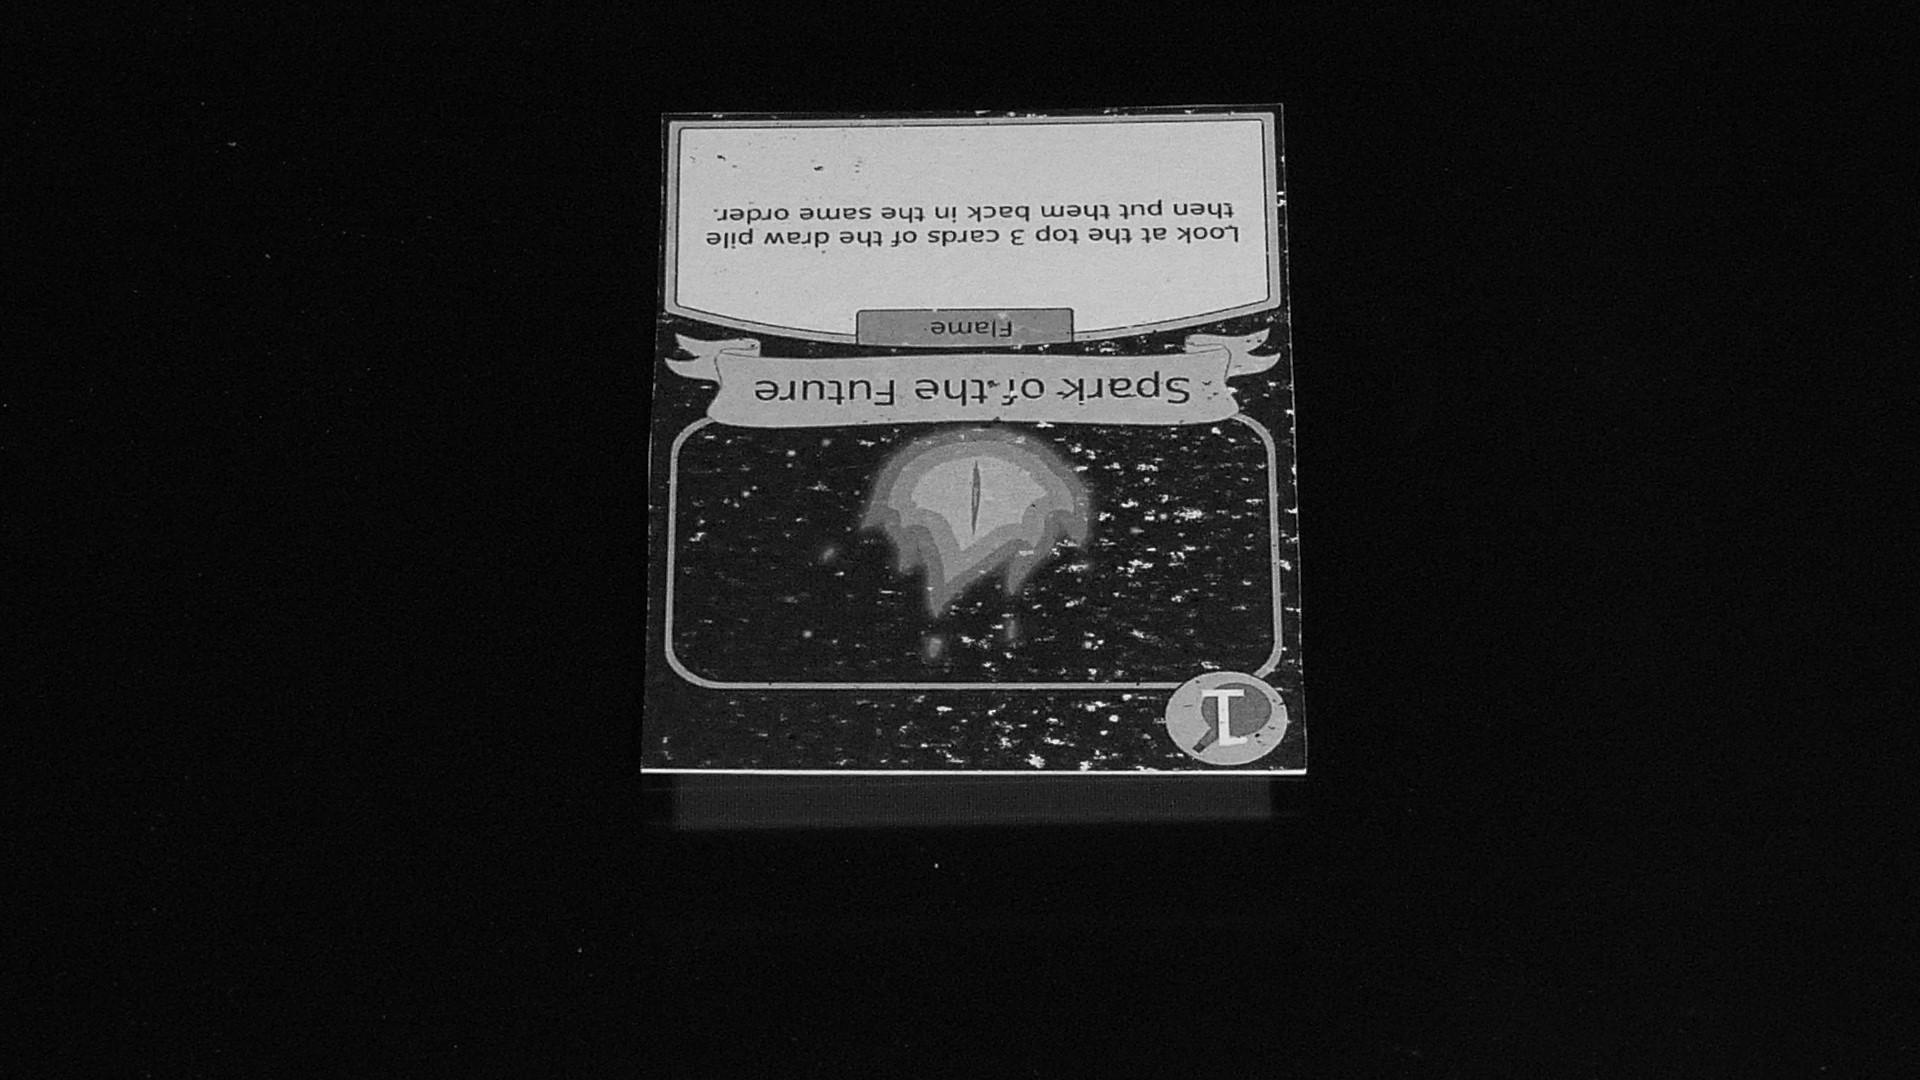 1
Spark of the Future
Flame
Look at the top 3 cards of the draw pile
then put them back in the same order.